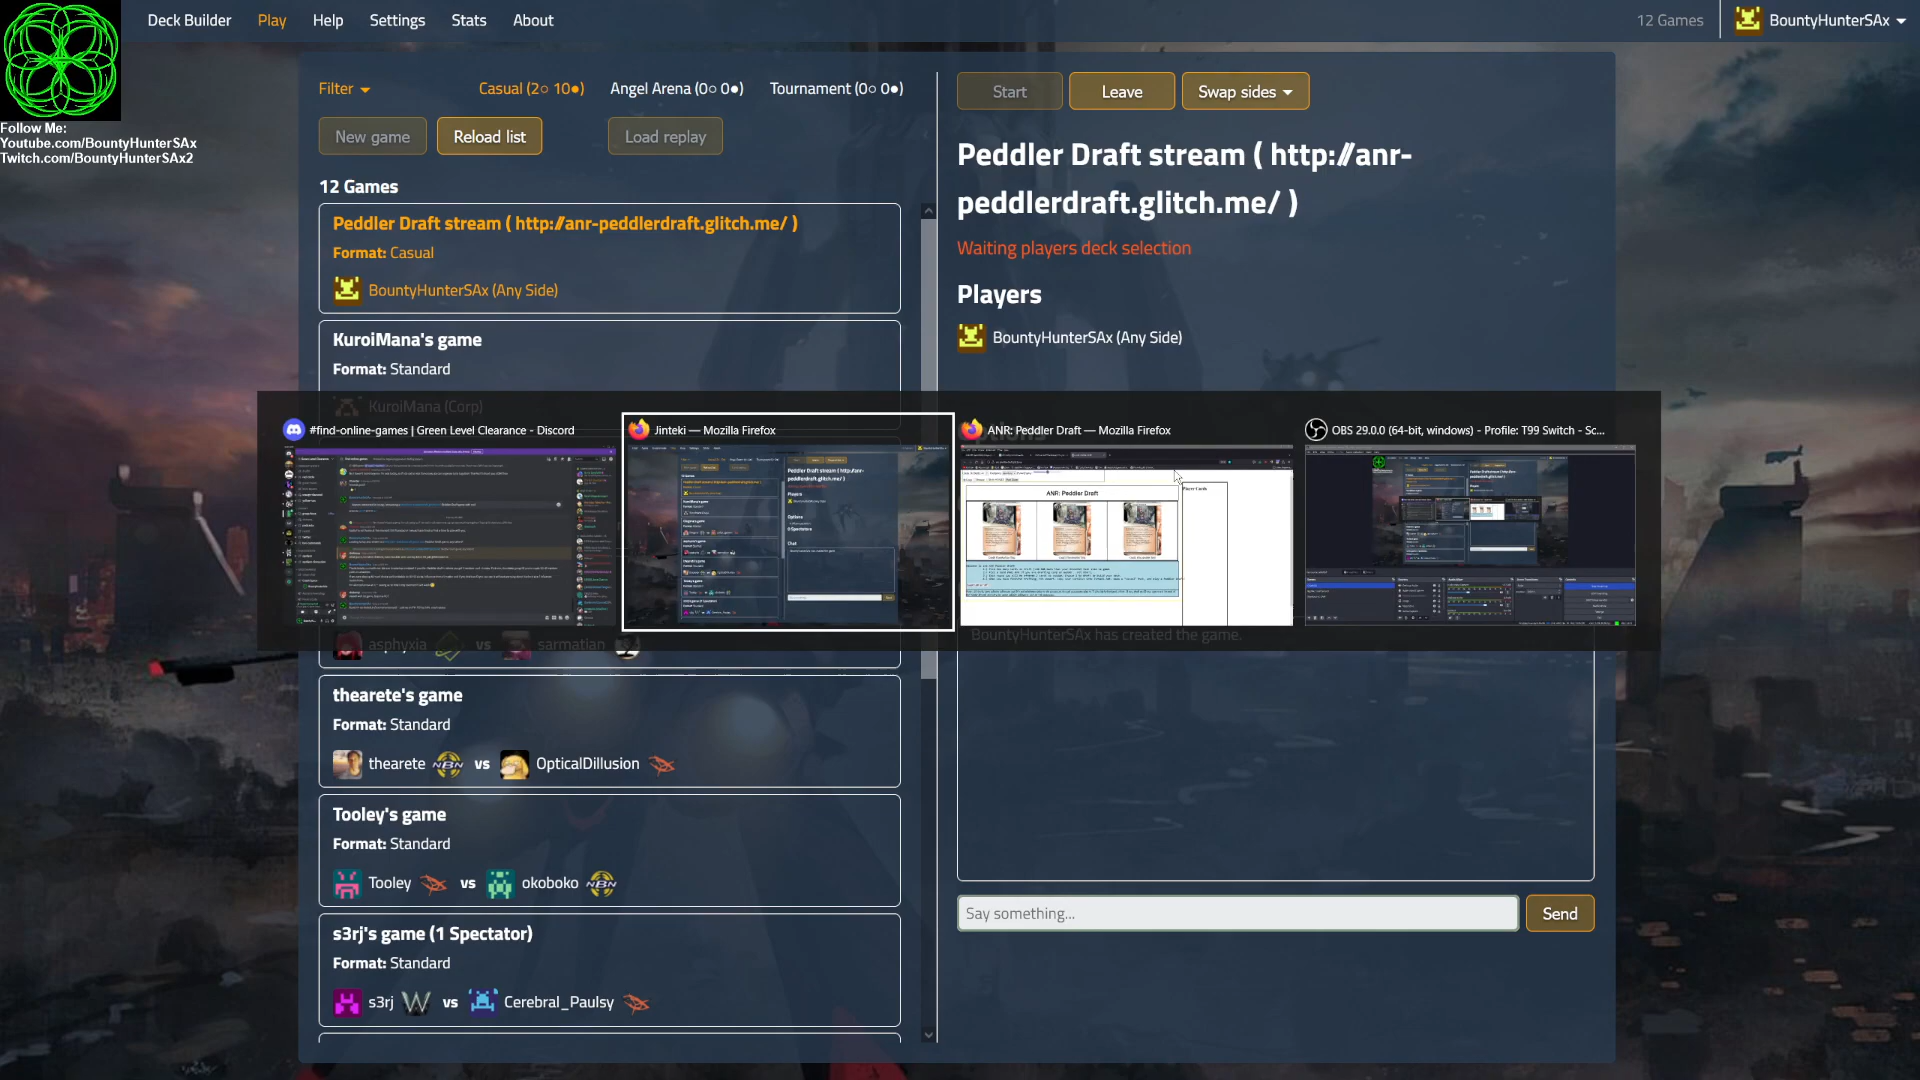 Deck Builder
Play
Help
Settings
Stats
About
12 Games
BountyHunterSAx
Follow Me:
Youtube.com/BountyHunterSAx
Twitch.com/BountyHunterSAx2
Filter
Casual (2○ 10●)
Angel Arena (0○ 0●)
Tournament (0○ 0●)
New game
Reload list
Load replay
12 Games
Peddler Draft stream ( http://anr-peddlerdraft.glitch.me/ )
Format: Casual
BountyHunterSAx (Any Side)
KuroiMana's game
Format: Standard
KuroiMana (Corp)
asphyxia vs sarmatian
thearete's game
Format: Standard
thearete NBN vs OpticalDillusion
Tooley's game
Format: Standard
Tooley vs okoboko NBN
s3rj's game (1 Spectator)
Format: Standard
s3rj vs Cerebral_Paulsy
Start
Leave
Swap sides
Peddler Draft stream ( http://anr-
peddlerdraft.glitch.me/ )
Waiting players deck selection
Players
BountyHunterSAx (Any Side)
#find-online-games | Green Level Clearance - Discord
Jinteki — Mozilla Firefox
ANR: Peddler Draft — Mozilla Firefox
OBS 29.0.0 (64-bit, windows) - Profile: T99 Switch - Sc...
ANR: Peddler Draft
BountyHunterSAx has created the game.
Say something...
Send